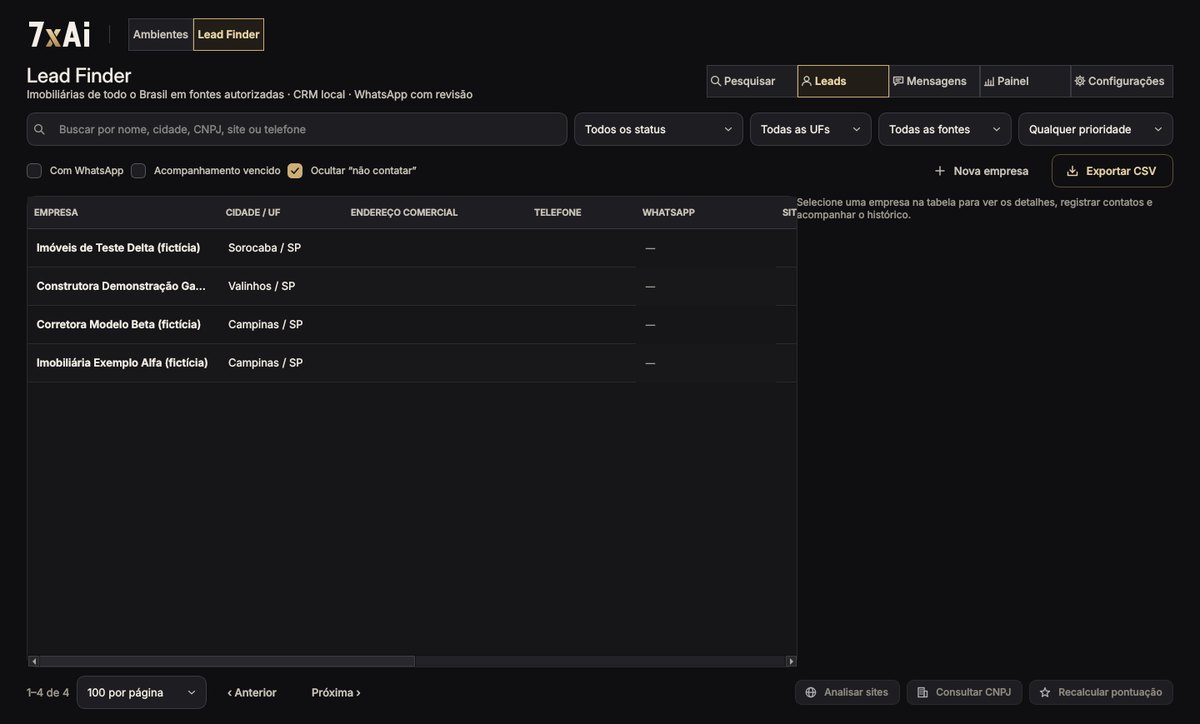 7xAi
Ambientes
Lead Finder
Lead Finder
Imobiliárias de todo o Brasil em fontes autorizadas · CRM local · WhatsApp com revisão
Pesquisar
Leads
Mensagens
Painel
Configurações
Buscar por nome, cidade, CNPJ, site ou telefone
Todos os status
Todas as UFs
Todas as fontes
Qualquer prioridade
Com WhatsApp
Acompanhamento vencido
Ocultar "não contatar"
+ Nova empresa
Exportar CSV
EMPRESA CIDADE / UF ENDEREÇO COMERCIAL TELEFONE WHATSAPP SIT
Selecione uma empresa na tabela para ver os detalhes, registrar contatos e
acompanhar o histórico.
Imóveis de Teste Delta (fictícia) Sorocaba / SP —
Construtora Demonstração Ga... Valinhos / SP —
Corretora Modelo Beta (fictícia) Campinas / SP —
Imobiliária Exemplo Alfa (fictícia) Campinas / SP —
1–4 de 4
100 por página
‹ Anterior
Próxima ›
Analisar sites
Consultar CNPJ
Recalcular pontuação